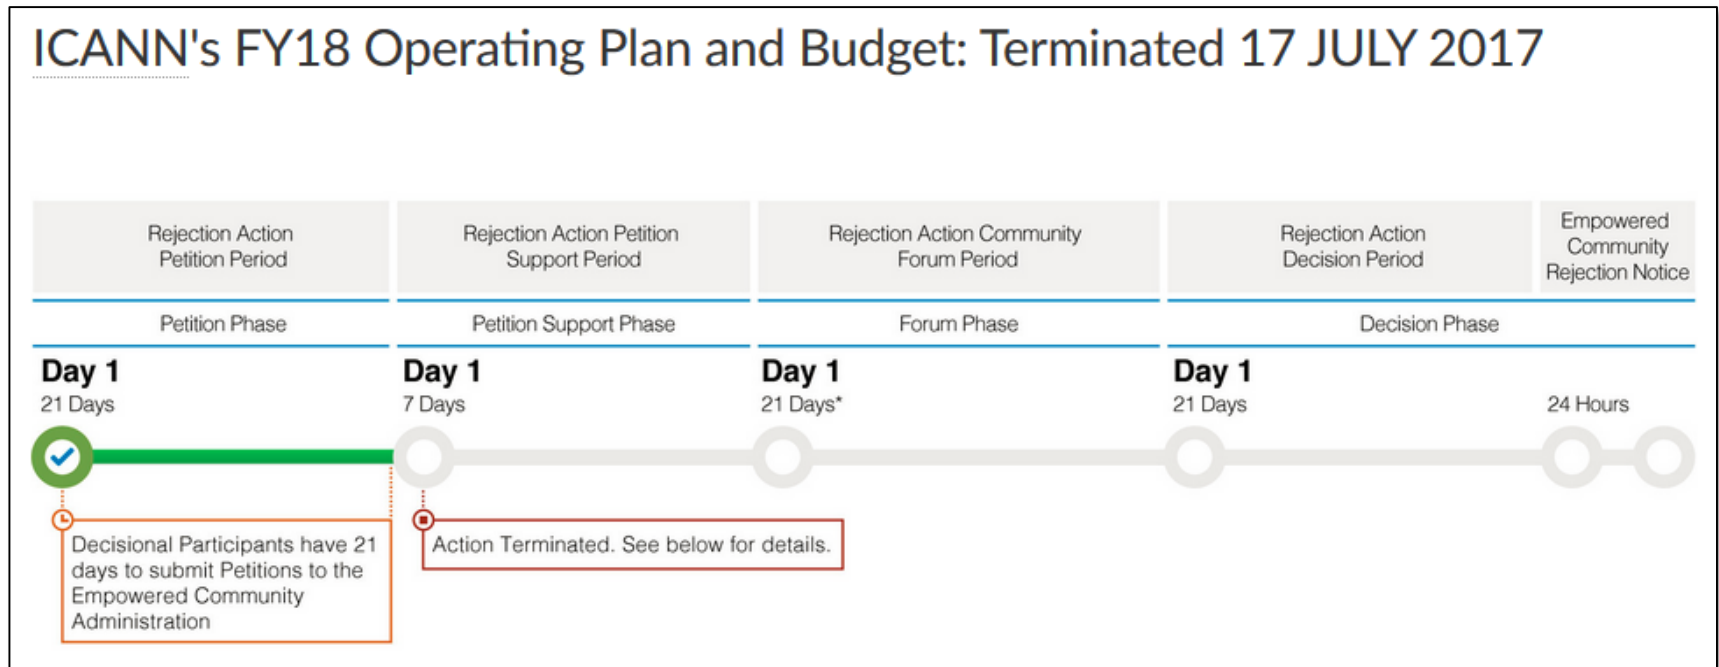 ICANN's FY18 Operating Plan and Budget: Terminated 17 JULY 2017
Rejection Action
Petition Period
Rejection Action Petition
Support Period
Rejection Action Community
Forum Period
Rejection Action
Decision Period
Empowered
Community
Rejection Notice
Petition Phase
Petition Support Phase
Forum Phase
Decision Phase
Day 1
21 Days
Day 1
7 Days
Day 1
21 Days*
Day 1
21 Days
24 Hours
Decisional Participants have 21
days to submit Petitions to the
Empowered Community
Administration
Action Terminated. See below for details.